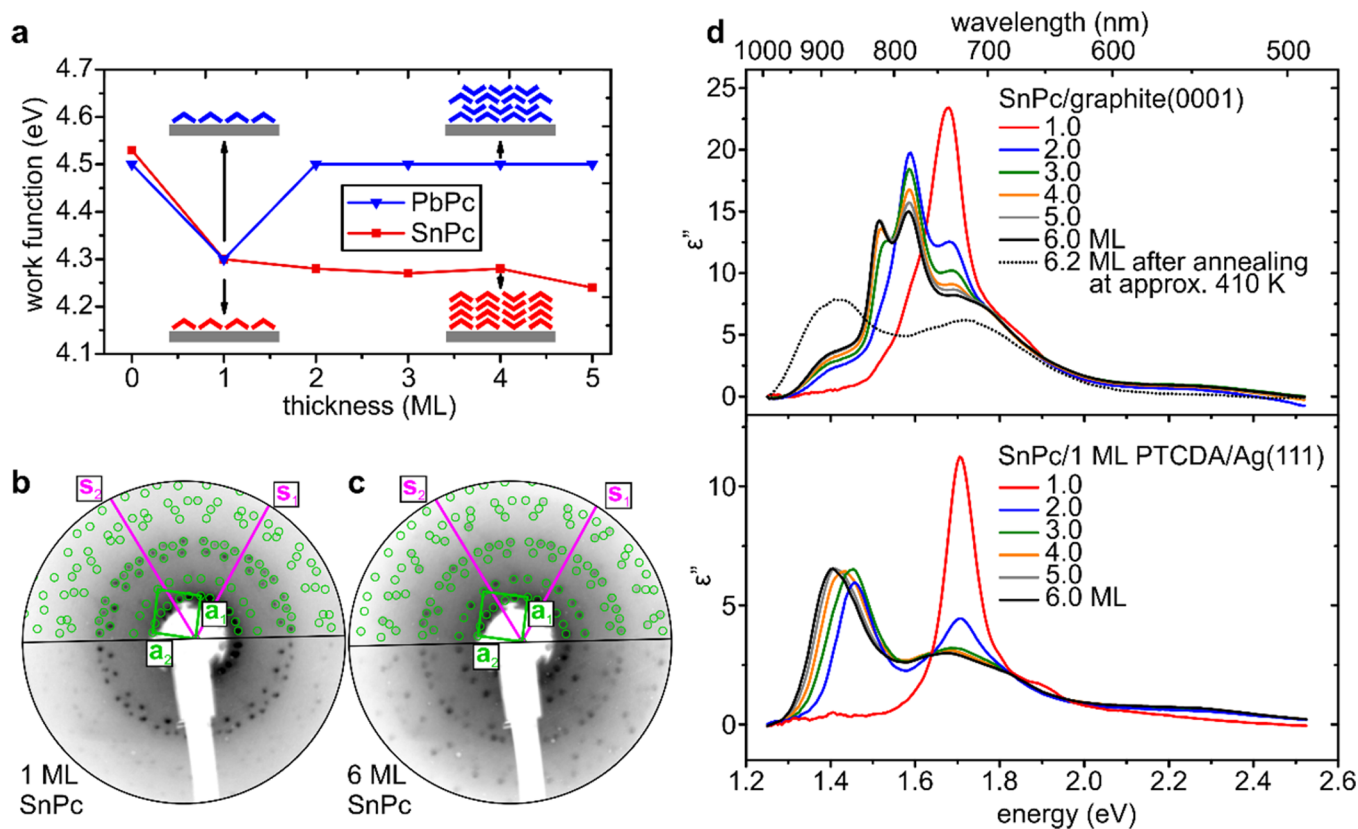 a
4.7
4.6
4.5
4.4
4.3
4.2
4.1
work function (eV)
PbPc
SnPc
0 1 2 3 4 5
thickness (ML)
b
s₂
s₁
a₁
a₂
1 ML
SnPc
c
s₂
s₁
a₁
a₂
6 ML
SnPc
d
wavelength (nm)
1000 900 800 700 600 500
25
20
15
10
5
0
ε"
SnPc/graphite(0001)
1.0
2.0
3.0
4.0
5.0
6.0 ML
6.2 ML after annealing
at approx. 410 K
10
5
0
ε"
SnPc/1 ML PTCDA/Ag(111)
1.0
2.0
3.0
4.0
5.0
6.0 ML
1.2 1.4 1.6 1.8 2.0 2.2 2.4 2.6
energy (eV)